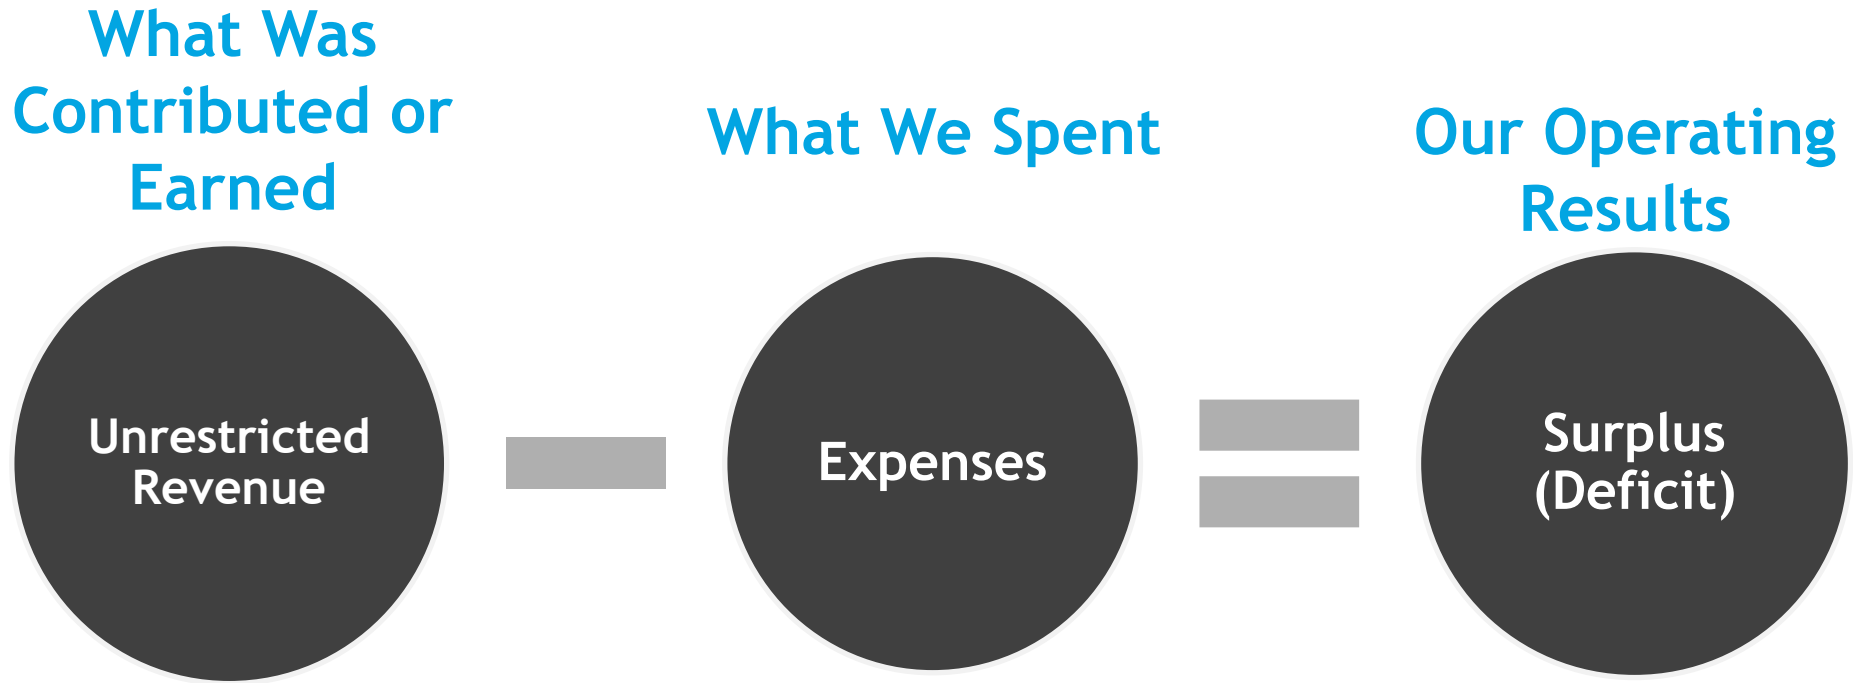 What Was
Contributed or
Earned
What We Spent
Our Operating
Results
Unrestricted
Revenue
Expenses
Surplus
(Deficit)